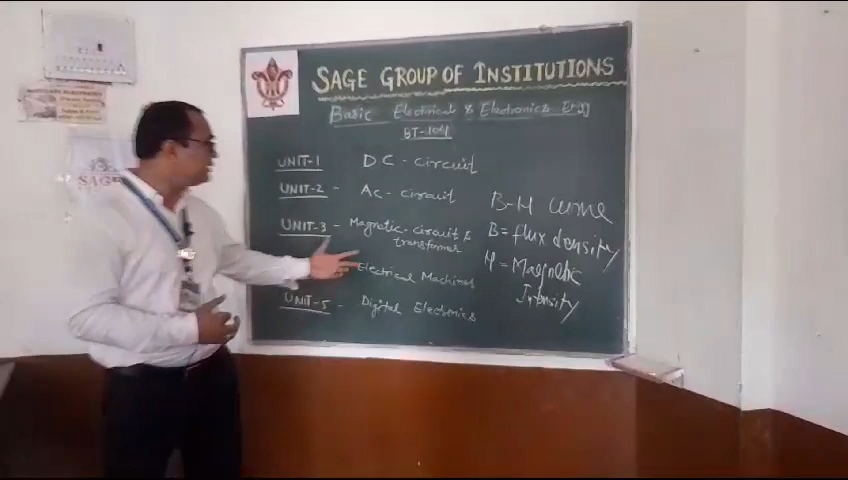 SAGE GROUP OF INSTITUTIONS
Basic Electrical & Electronics Engg
BT-104
UNIT-1 DC - circuit
UNIT-2 - AC - circuit
UNIT-3 - Magnetic - circuit &
transformer
Electrical Machines
UNIT-5 - Digital Electronics
B-H curve
B = flux density
H = Magnetic
Intensity
SAGE